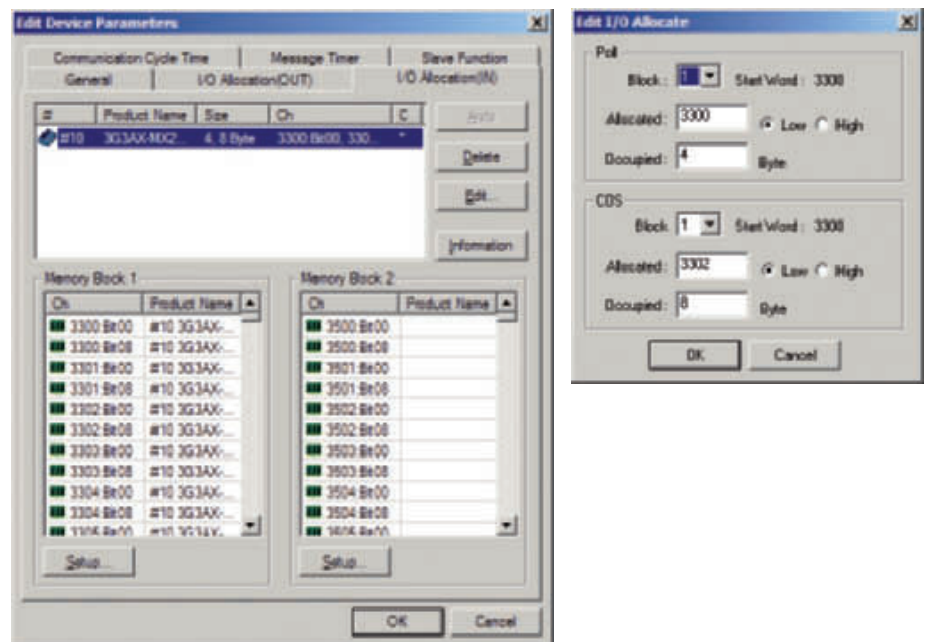 Edit Device Parameters
Communication Cycle Time Message Timer Slave Function
General I/O Allocation(OUT) I/O Allocation(IN)
# Product Name Size Ch C
#10 3G3AX-MX2... 4, 8 Byte 3300:Bit00, 330... *
Auto
Delete
Edit...
Information
Memory Block 1
Ch Product Name
3300:Bit00 #10 3G3AX-...
3300:Bit08 #10 3G3AX-...
3301:Bit00 #10 3G3AX-...
3301:Bit08 #10 3G3AX-...
3302:Bit00 #10 3G3AX-...
3302:Bit08 #10 3G3AX-...
3303:Bit00 #10 3G3AX-...
3303:Bit08 #10 3G3AX-...
3304:Bit00 #10 3G3AX-...
3304:Bit08 #10 3G3AX-...
3305:Bit00 #10 3G3AX-...
Setup...
Memory Block 2
Ch Product Name
3500:Bit00
3500:Bit08
3501:Bit00
3501:Bit08
3502:Bit00
3502:Bit08
3503:Bit00
3503:Bit08
3504:Bit00
3504:Bit08
3505:Bit00
Setup...
OK Cancel
Edit I/O Allocate
Poll
Block: 1 Start Word : 3300
Allocated: 3300 Low High
Occupied: 4 Byte
COS
Block 1 Start Word : 3300
Allocated: 3302 Low High
Occupied: 8 Byte
OK Cancel